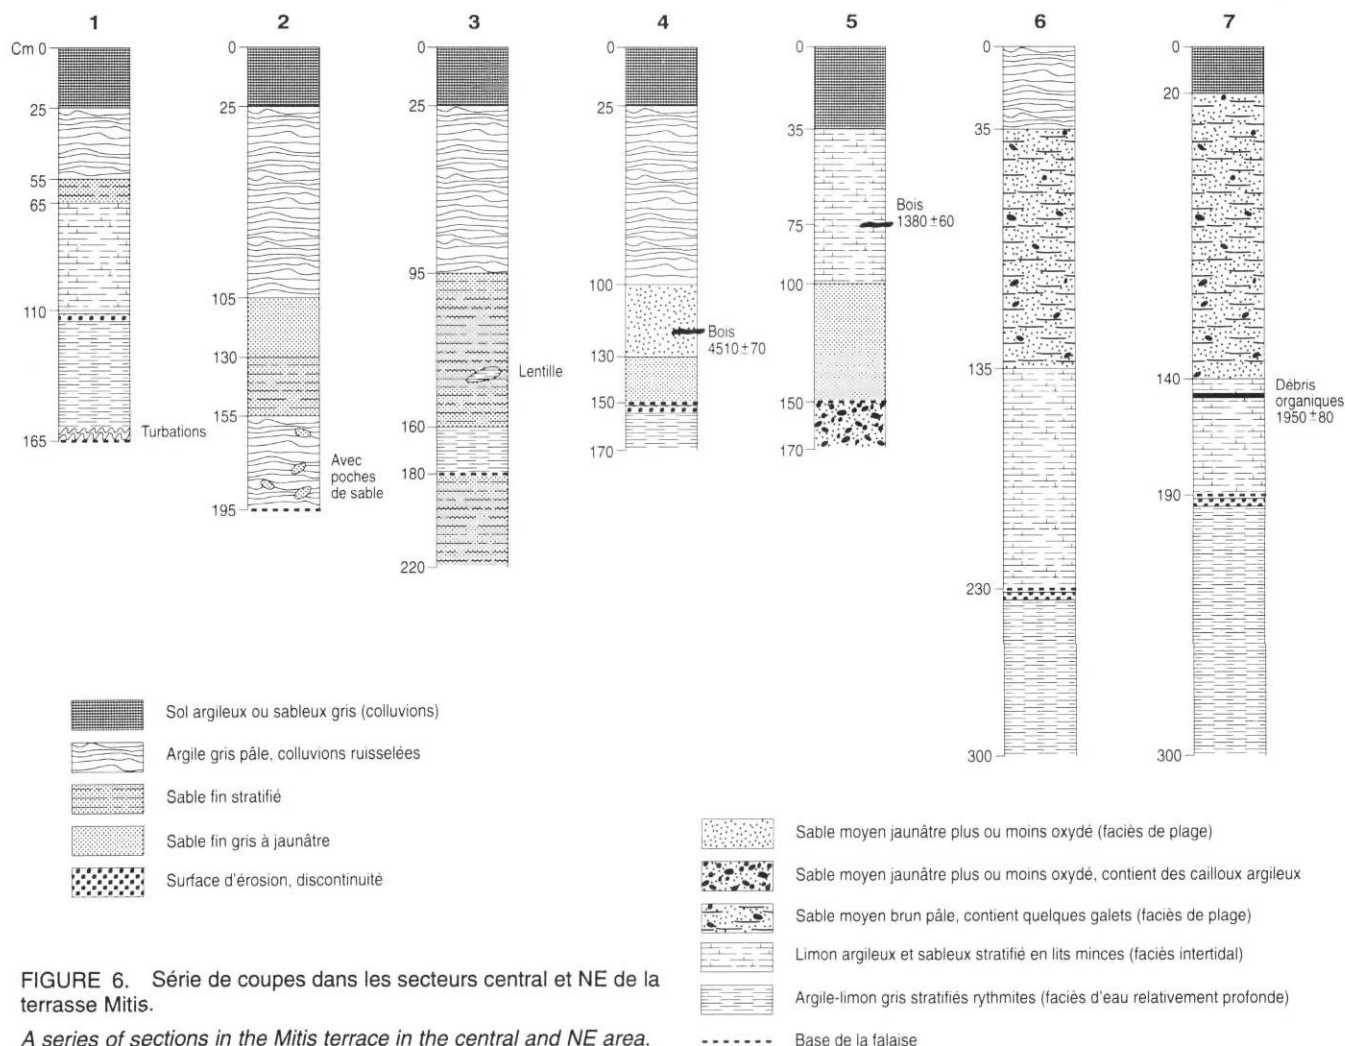 1 2 3 4 5 6 7
Cm 0
25
55
65
110
165
Turbations
0
25
105
130
155
195
Avec
poches
de sable
0
25
95
160
180
220
Lentille
0
25
100
130
150
170
Bois
4510±70
0
35
75
100
150
170
Bois
1380±60
0
35
135
230
300
0
20
140
190
300
Débris
organiques
1950±80
Sol argileux ou sableux gris (colluvions)
Argile gris pâle, colluvions ruisselées
Sable fin stratifié
Sable fin gris à jaunâtre
Surface d'érosion, discontinuité
Sable moyen jaunâtre plus ou moins oxydé (faciès de plage)
Sable moyen jaunâtre plus ou moins oxydé, contient des cailloux argileux
Sable moyen brun pâle, contient quelques galets (faciès de plage)
Limon argileux et sableux stratifié en lits minces (faciès intertidal)
Argile-limon gris stratifiés rythmites (faciès d'eau relativement profonde)
Base de la falaise
FIGURE 6. Série de coupes dans les secteurs central et NE de la
terrasse Mitis.
A series of sections in the Mitis terrace in the central and NE area.